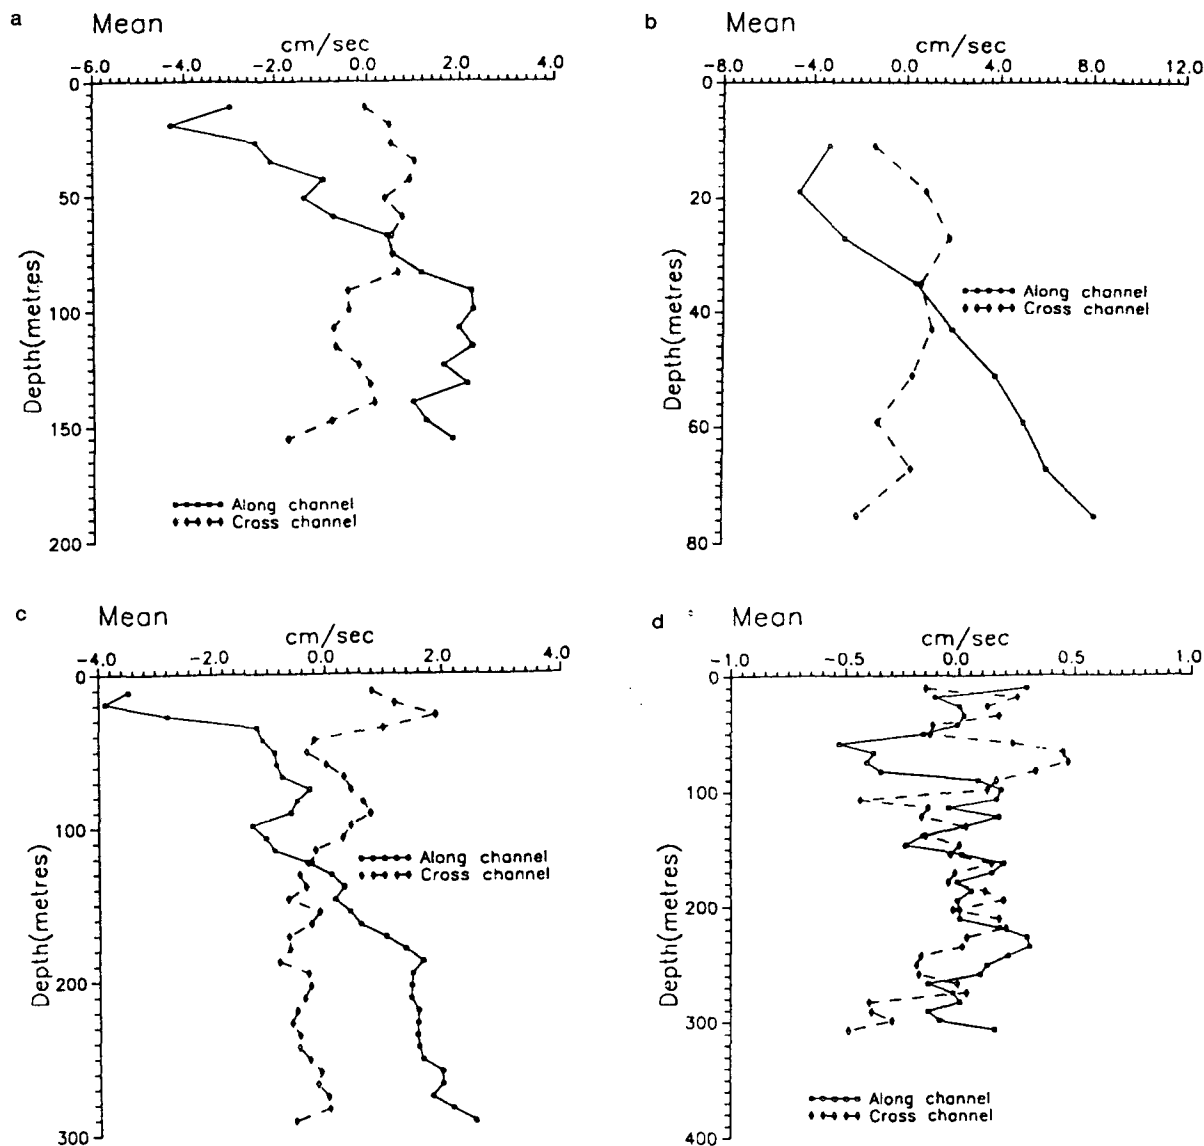 a
Mean
cm/sec
-6.0 -4.0 -2.0 0.0 2.0 4.0
0
50
100
150
200
Depth(metres)
Along channel
Cross channel
b
Mean
cm/sec
-8.0 -4.0 0.0 4.0 8.0 12.0
0
20
40
60
80
Depth(metres)
Along channel
Cross channel
c
Mean
cm/sec
-4.0 -2.0 0.0 2.0 4.0
0
100
200
300
Depth(metres)
Along channel
Cross channel
d
Mean
cm/sec
-1.0 -0.5 0.0 0.5 1.0
0
100
200
300
400
Depth(metres)
Along channel
Cross channel